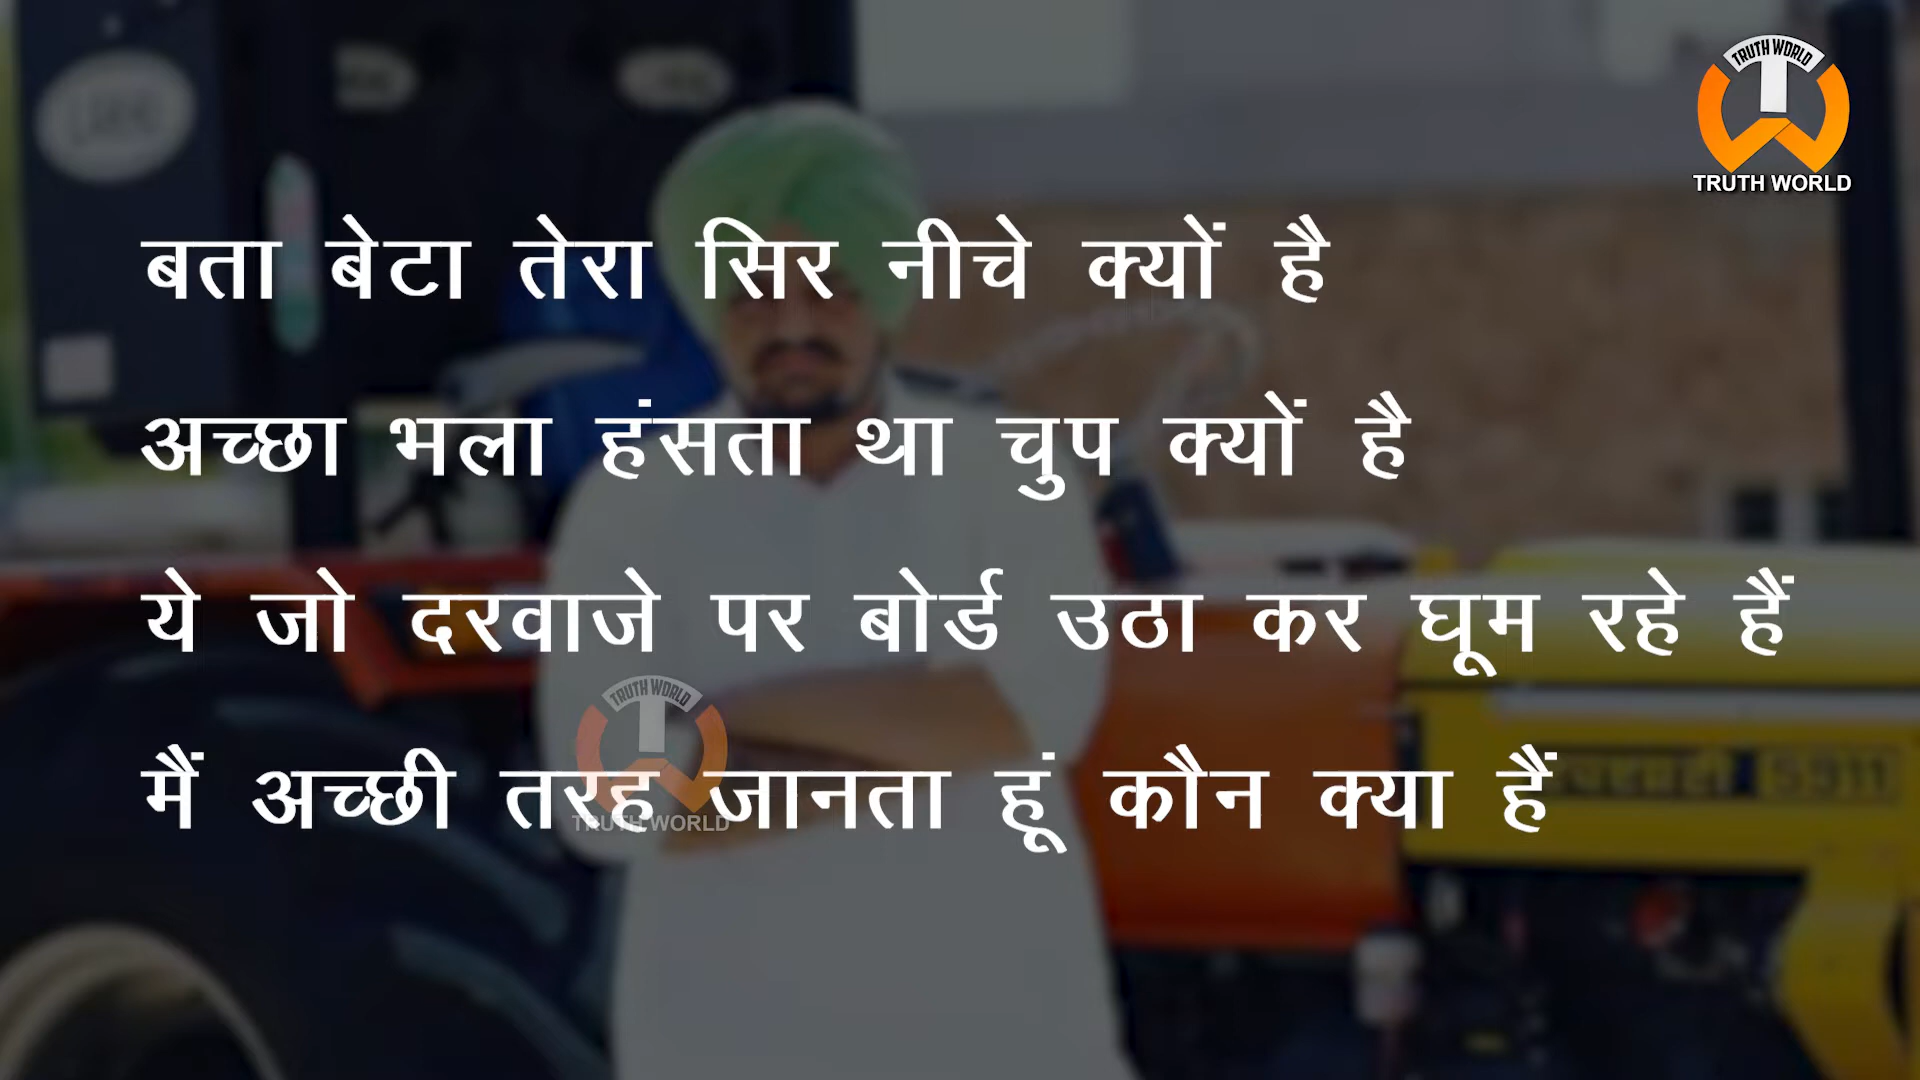 TRUTH WORLD
TRUTH WORLD
बता बेटा तेरा सिर नीचे क्यों है
अच्छा भला हंसता था चुप क्यों है
ये जो दरवाजे पर बोर्ड उठा कर घूम रहे हैं
TRUTH WORLD
मैं अच्छी तरह जानता हूं कौन क्या हैं
TRUTH WORLD
5911